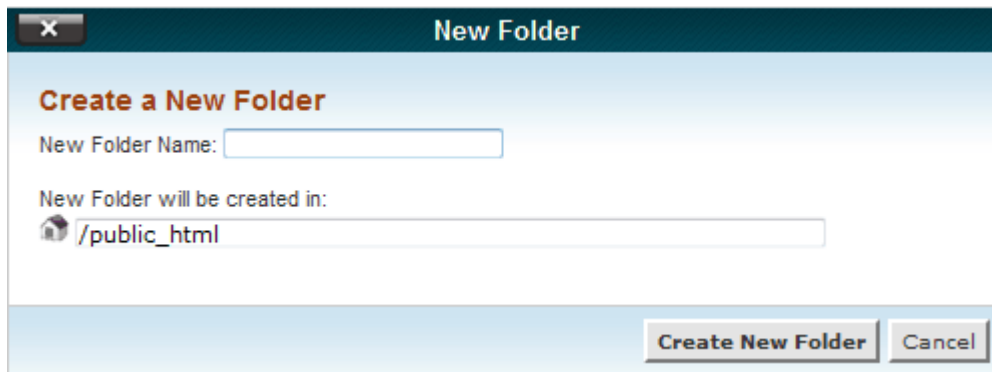 New Folder
Create a New Folder
New Folder Name:
New Folder will be created in:
/public_html
Create New Folder Cancel